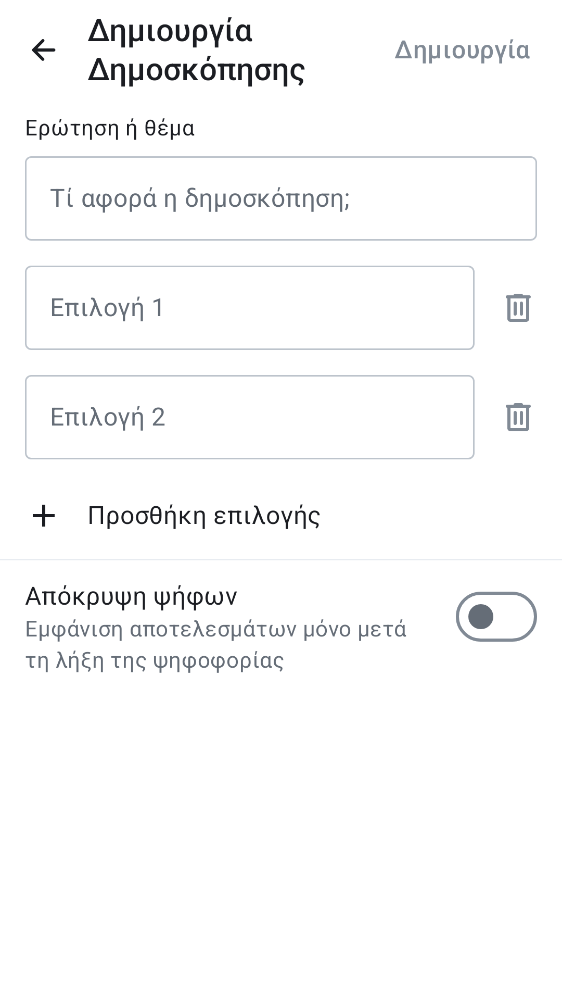 Δημιουργία
Δημοσκόπησης
Δημιουργία
Ερώτηση ή θέμα
Τί αφορά η δημοσκόπηση;
Επιλογή 1
Επιλογή 2
Προσθήκη επιλογής
Απόκρυψη ψήφων
Εμφάνιση αποτελεσμάτων μόνο μετά
τη λήξη της ψηφοφορίας